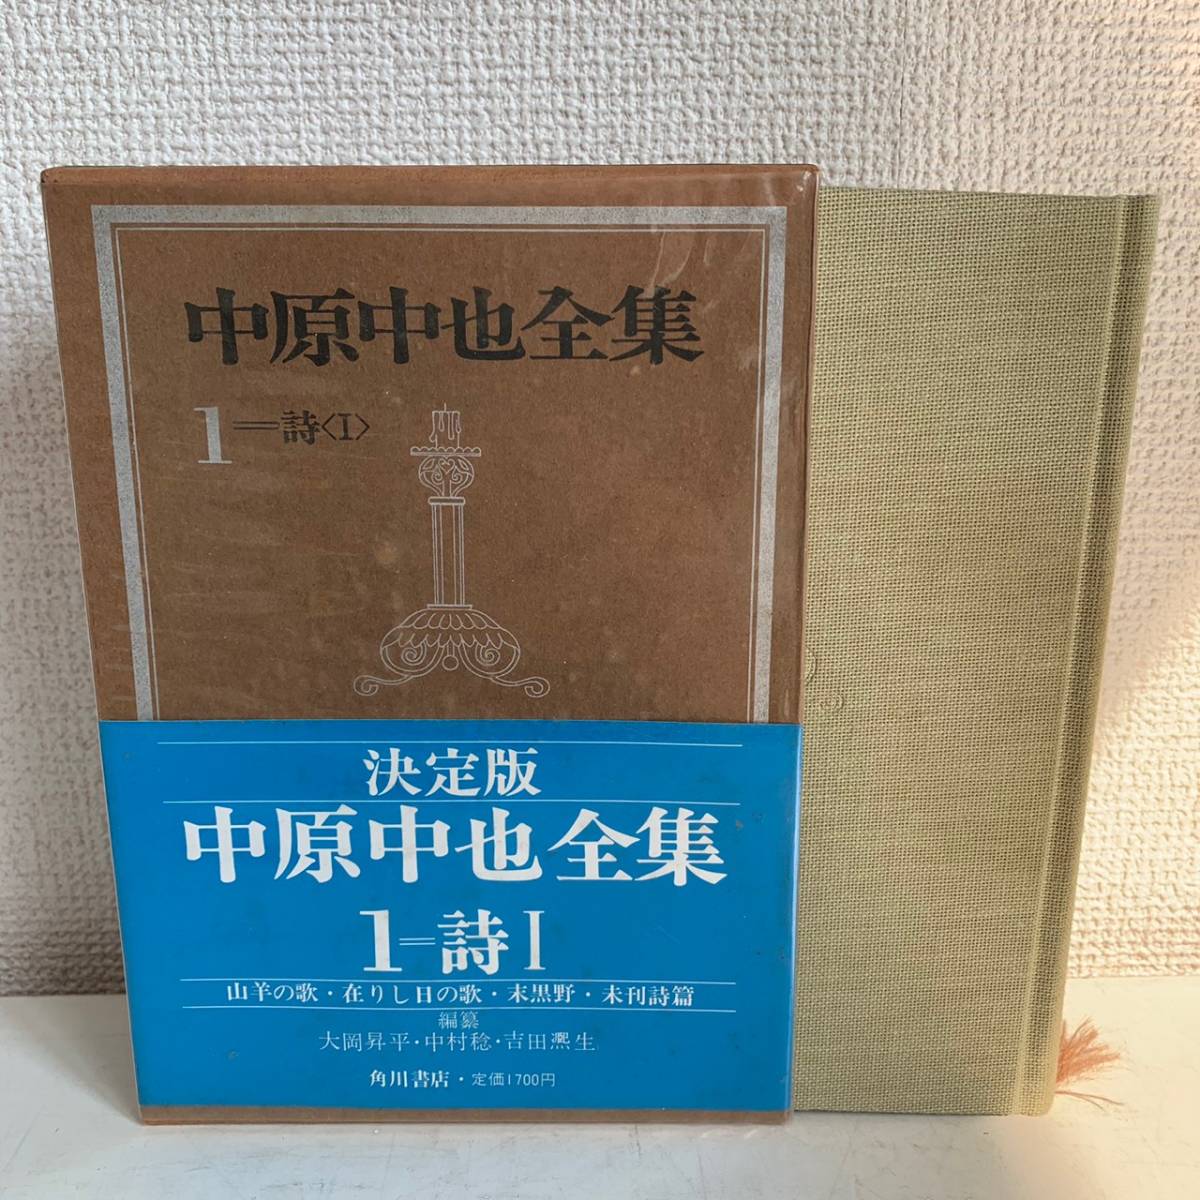 中原中也全集
1=詩〈I〉
決定版
中原中也全集
1=詩I
山羊の歌・在りし日の歌・末黒野・未刊詩篇
編纂
大岡昇平・中村稔・吉田凞生
角川書店・定価1700円